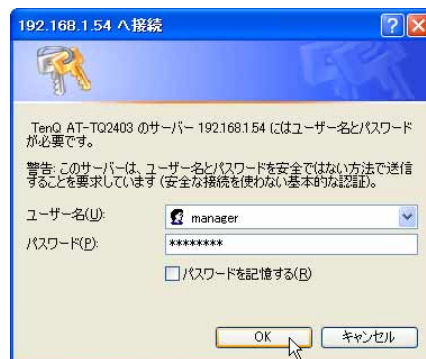 192.168.1.54 へ接続
TenQ AT-TQ2403 のサーバー 192.168.1.54 にはユーザー名とパスワード
が必要です。
警告: このサーバーは、ユーザー名とパスワードを安全ではない方法で送信
することを要求しています (安全な接続を使わない基本的な認証)。
ユーザー名(U):
manager
パスワード(P):
********
パスワードを記憶する(R)
OK
キャンセル